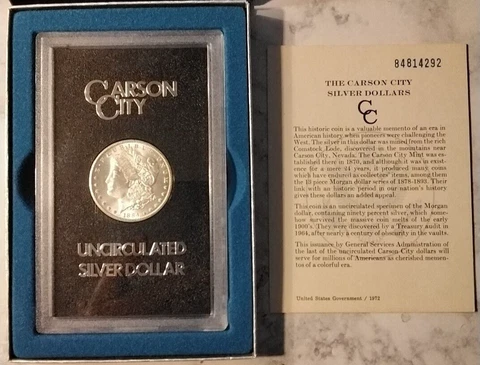 CARSON
CITY
UNCIRCULATED
SILVER DOLLAR
84814292
THE CARSON CITY
SILVER DOLLARS
CC
This historic coin is a valuable memento of an era in
American history when pioneers were challenging
the West. The silver in this dollar was mined from the rich
Comstock Lode, discovered in the mountains near
Carson City, Nevada. The Carson City Mint was es-
tablished there in 1870, and although it was in exist-
ence for a mere 24 years, it produced many coins
which have endured as collectors' items, among them
the 13 piece Morgan dollar series of 1878-1893. Their
link with an historic period in our nation's history
gives these dollars an added appeal.
This coin is an uncirculated specimen of the Morgan
dollar, containing ninety percent silver, which some-
how survived the massive coin melts of the early
1900's. They were discovered by a Treasury audit in
1964, after nearly a century of obscurity in the vaults.
This issuance by General Services Administration of
the last of the uncirculated Carson City dollars will
serve for millions of Americans as cherished memen-
tos of a colorful era.
United States Government / 1972